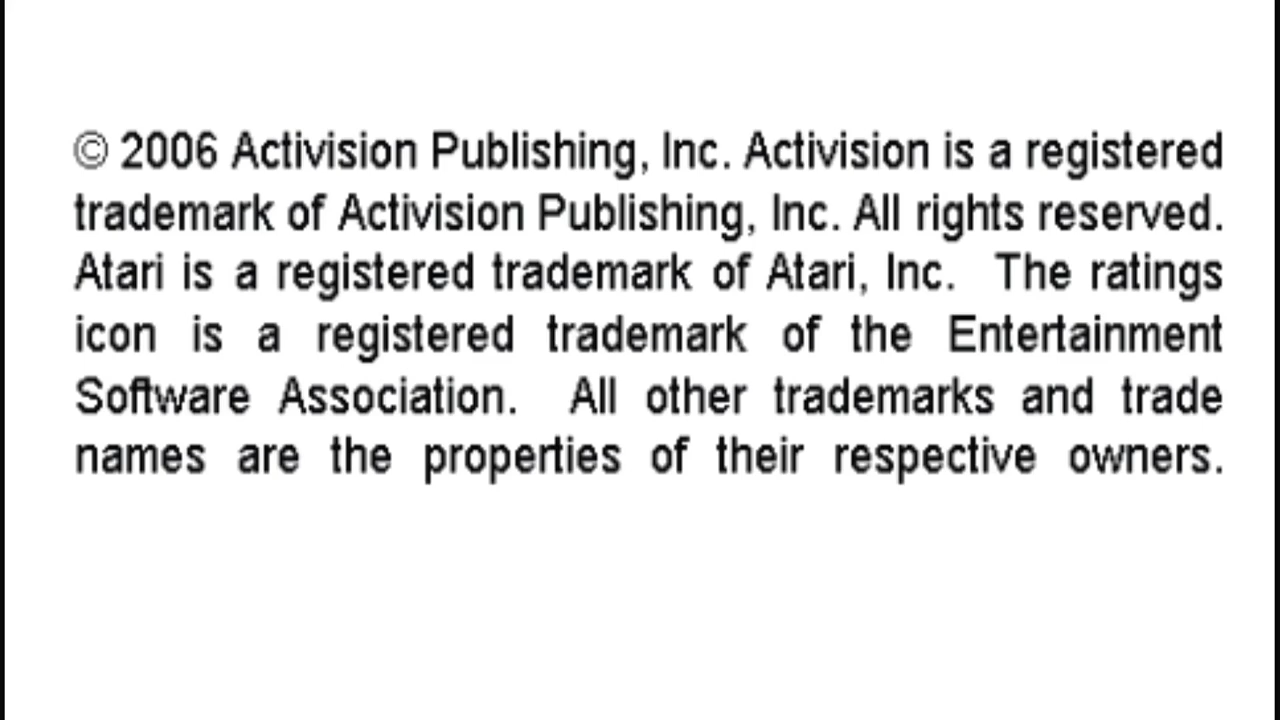 © 2006 Activision Publishing, Inc. Activision is a registered
trademark of Activision Publishing, Inc. All rights reserved.
Atari is a registered trademark of Atari, Inc.  The ratings
icon is a registered trademark of the Entertainment
Software Association.  All other trademarks and trade
names are the properties of their respective owners.